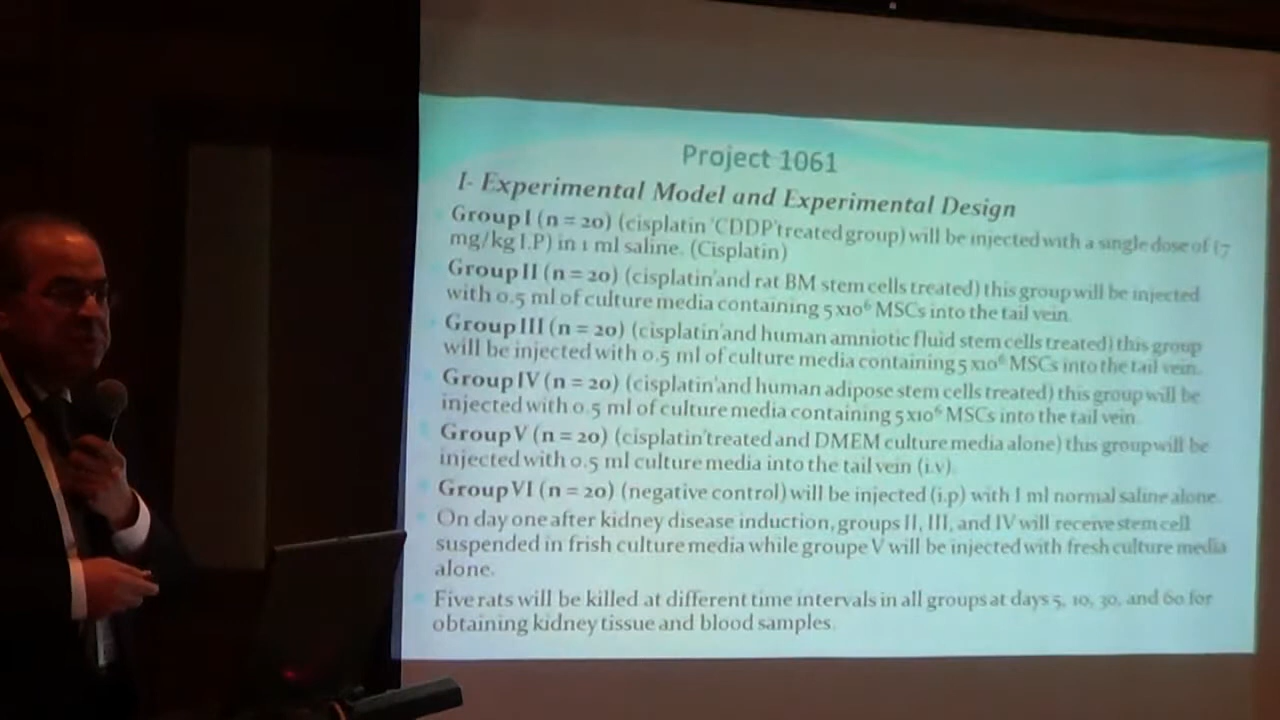 Project 1061
I- Experimental Model and Experimental Design
Group I (n = 20) (cisplatin 'CDDP' treated group) will be injected with a single dose of (7
mg/kg I.P) in 1 ml saline. (Cisplatin)
Group II (n = 20) (cisplatin'and rat BM stem cells treated) this group will be injected
with 0.5 ml of culture media containing 5 x10⁶ MSCs into the tail vein.
Group III (n = 20) (cisplatin'and human amniotic fluid stem cells treated) this group
will be injected with 0.5 ml of culture media containing 5 x10⁶ MSCs into the tail vein.
Group IV (n = 20) (cisplatin'and human adipose stem cells treated) this group will be
injected with 0.5 ml of culture media containing 5x10⁶ MSCs into the tail vein.
Group V (n = 20) (cisplatin'treated and DMEM culture media alone) this group will be
injected with 0.5 ml culture media into the tail vein (i.v).
Group VI (n = 20) (negative control) will be injected (i.p) with 1 ml normal saline alone.
On day one after kidney disease induction, groups II, III, and IV will receive stem cell
suspended in frish culture media while groupe V will be injected with fresh culture media
alone.
Five rats will be killed at different time intervals in all groups at days 5, 10, 30, and 60 for
obtaining kidney tissue and blood samples.